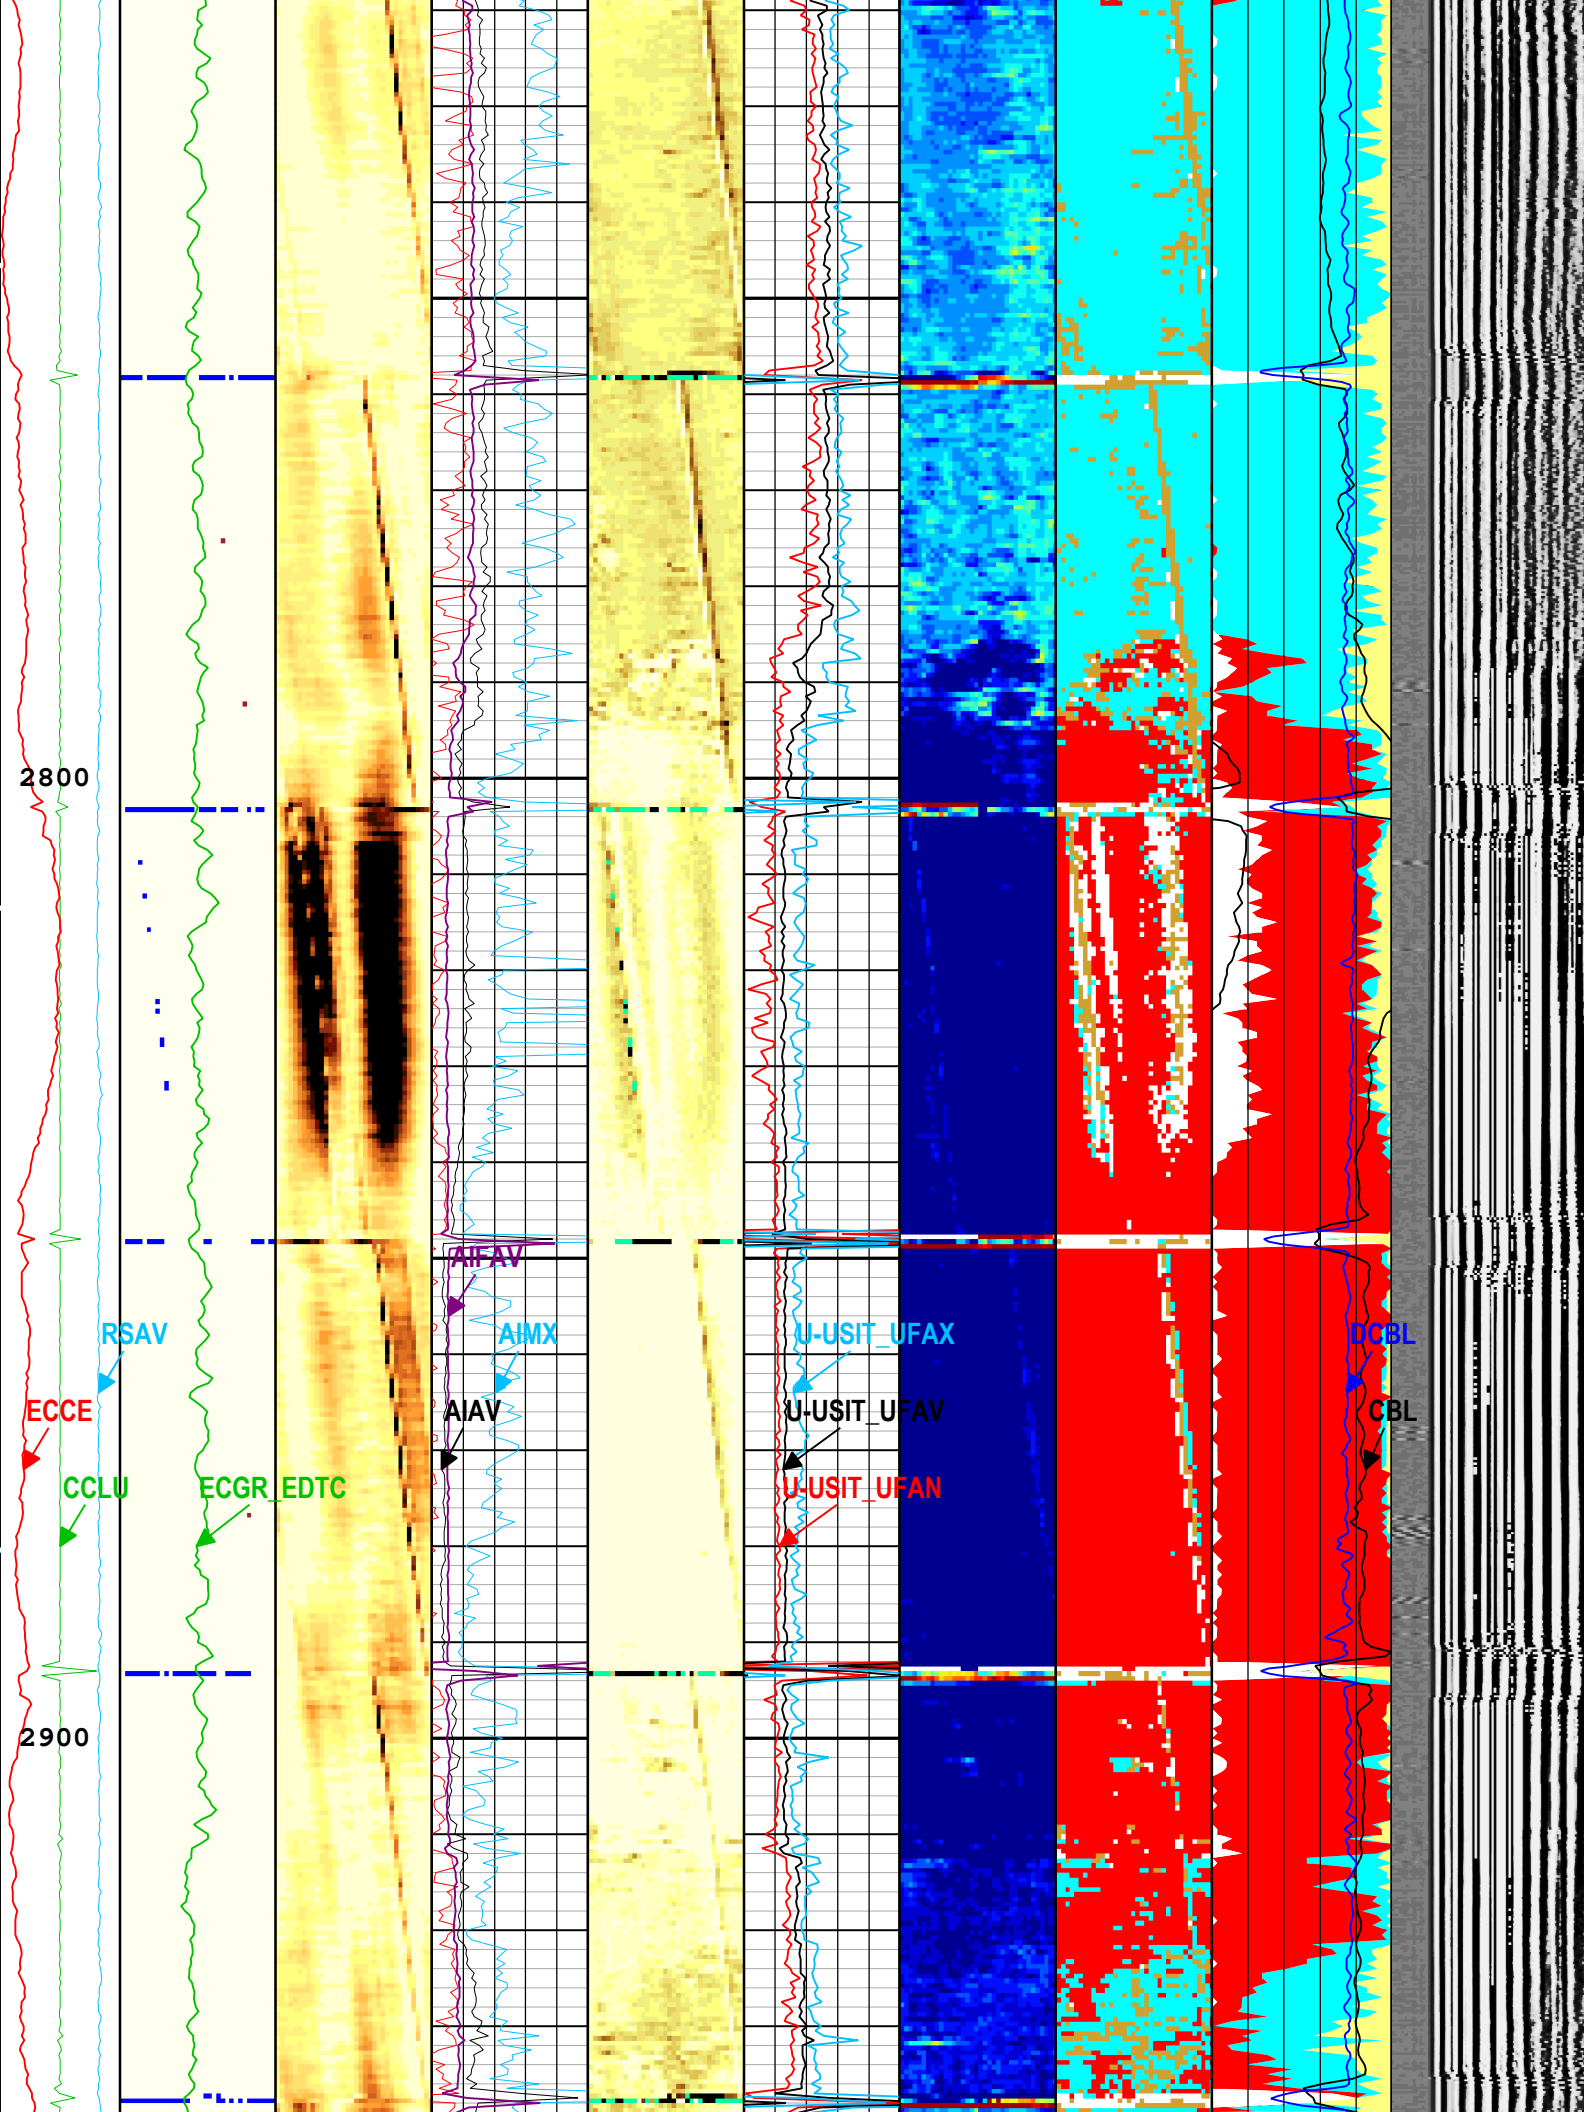 2800
AIFAV
RSAV AIMX U-USIT_UFAX DCBL
ECCE AIAV U-USIT_UFAV CBL
CCLU ECGR_EDTC U-USIT_UFAN
2900